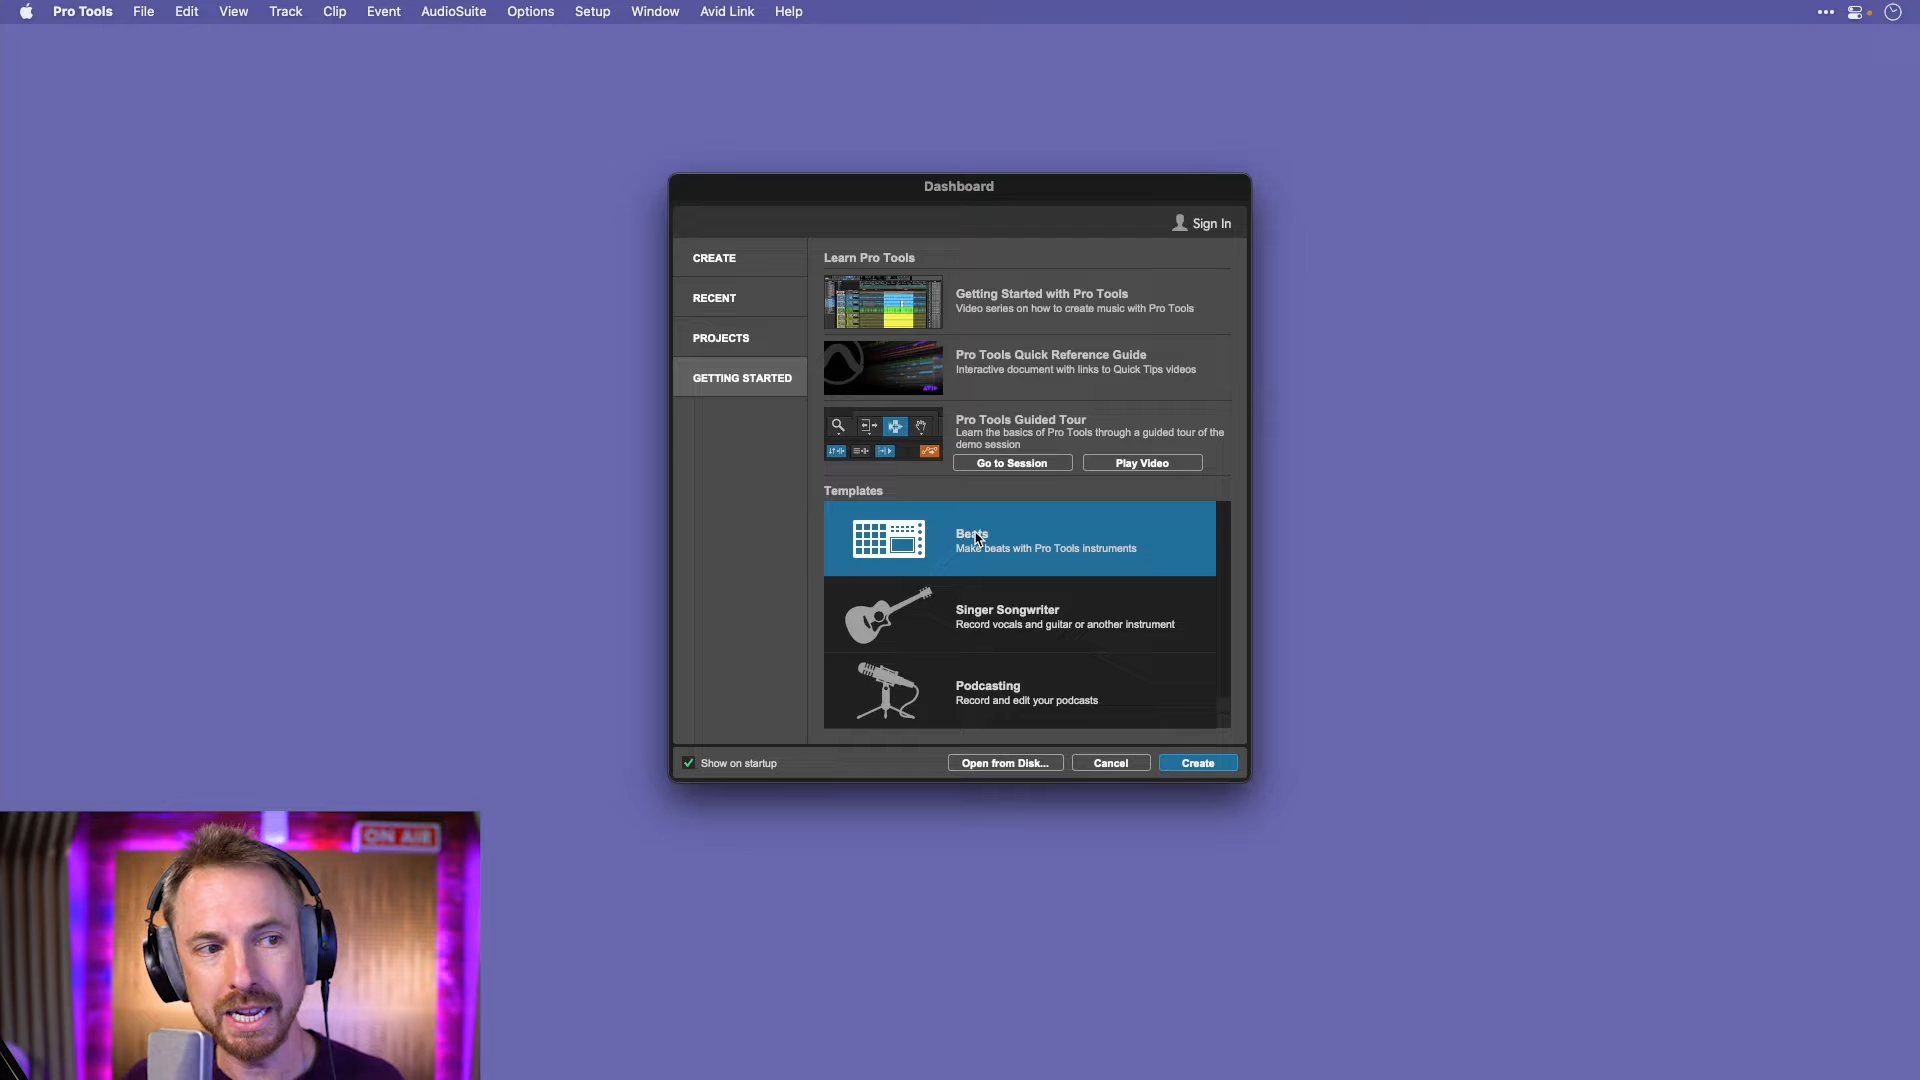 Pro Tools File Edit View Track Clip Event AudioSuite Options Setup Window Avid Link Help
Dashboard
Sign In
CREATE
RECENT
PROJECTS
GETTING STARTED
Learn Pro Tools
Getting Started with Pro Tools
Video series on how to create music with Pro Tools
Pro Tools Quick Reference Guide
Interactive document with links to Quick Tips videos
AVID
Pro Tools Guided Tour
Learn the basics of Pro Tools through a guided tour of the
demo session
Go to Session Play Video
Templates
Beats
Make beats with Pro Tools instruments
Singer Songwriter
Record vocals and guitar or another instrument
Podcasting
Record and edit your podcasts
Show on startup
Open from Disk... Cancel Create
ON AIR